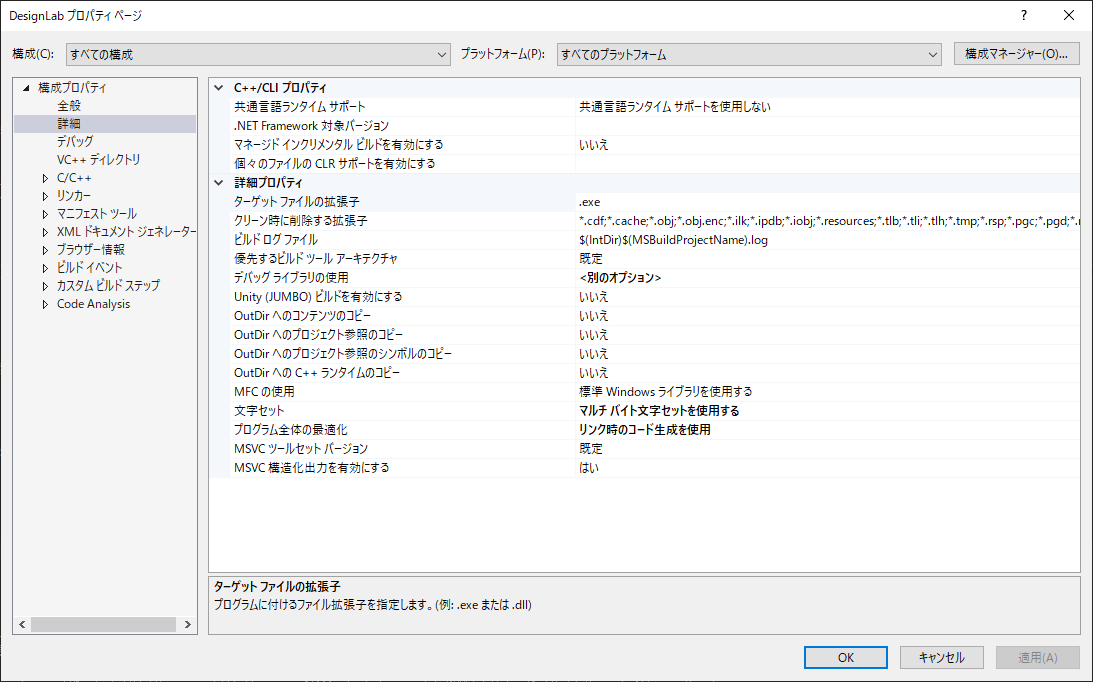 DesignLab プロパティ ページ
構成(C): すべての構成 プラットフォーム(P): すべてのプラットフォーム 構成マネージャー(O)...
構成プロパティ
全般
詳細
デバッグ
VC++ ディレクトリ
C/C++
リンカー
マニフェスト ツール
XML ドキュメント ジェネレーター
ブラウザー情報
ビルド イベント
カスタム ビルド ステップ
Code Analysis
C++/CLI プロパティ
共通言語ランタイム サポート 共通言語ランタイム サポートを使用しない
.NET Framework 対象バージョン
マネージド インクリメンタル ビルドを有効にする いいえ
個々のファイルの CLR サポートを有効にする
詳細プロパティ
ターゲット ファイルの拡張子 .exe
クリーン時に削除する拡張子 *.cdf;*.cache;*.obj;*.obj.enc;*.ilk;*.ipdb;*.iobj;*.resources;*.tlb;*.tli;*.tlh;*.tmp;*.rsp;*.pgc;*.pgd;*.
ビルド ログ ファイル $(IntDir)$(MSBuildProjectName).log
優先するビルド ツール アーキテクチャ 既定
デバッグ ライブラリの使用 <別のオプション>
Unity (JUMBO) ビルドを有効にする いいえ
OutDir へのコンテンツのコピー いいえ
OutDir へのプロジェクト参照のコピー いいえ
OutDir へのプロジェクト参照のシンボルのコピー いいえ
OutDir への C++ ランタイムのコピー いいえ
MFC の使用 標準 Windows ライブラリを使用する
文字セット マルチ バイト文字セットを使用する
プログラム全体の最適化 リンク時のコード生成を使用
MSVC ツールセット バージョン 既定
MSVC 構造化出力を有効にする はい
ターゲット ファイルの拡張子
プログラムに付けるファイル拡張子を指定します。(例: .exe または .dll)
OK キャンセル 適用(A)